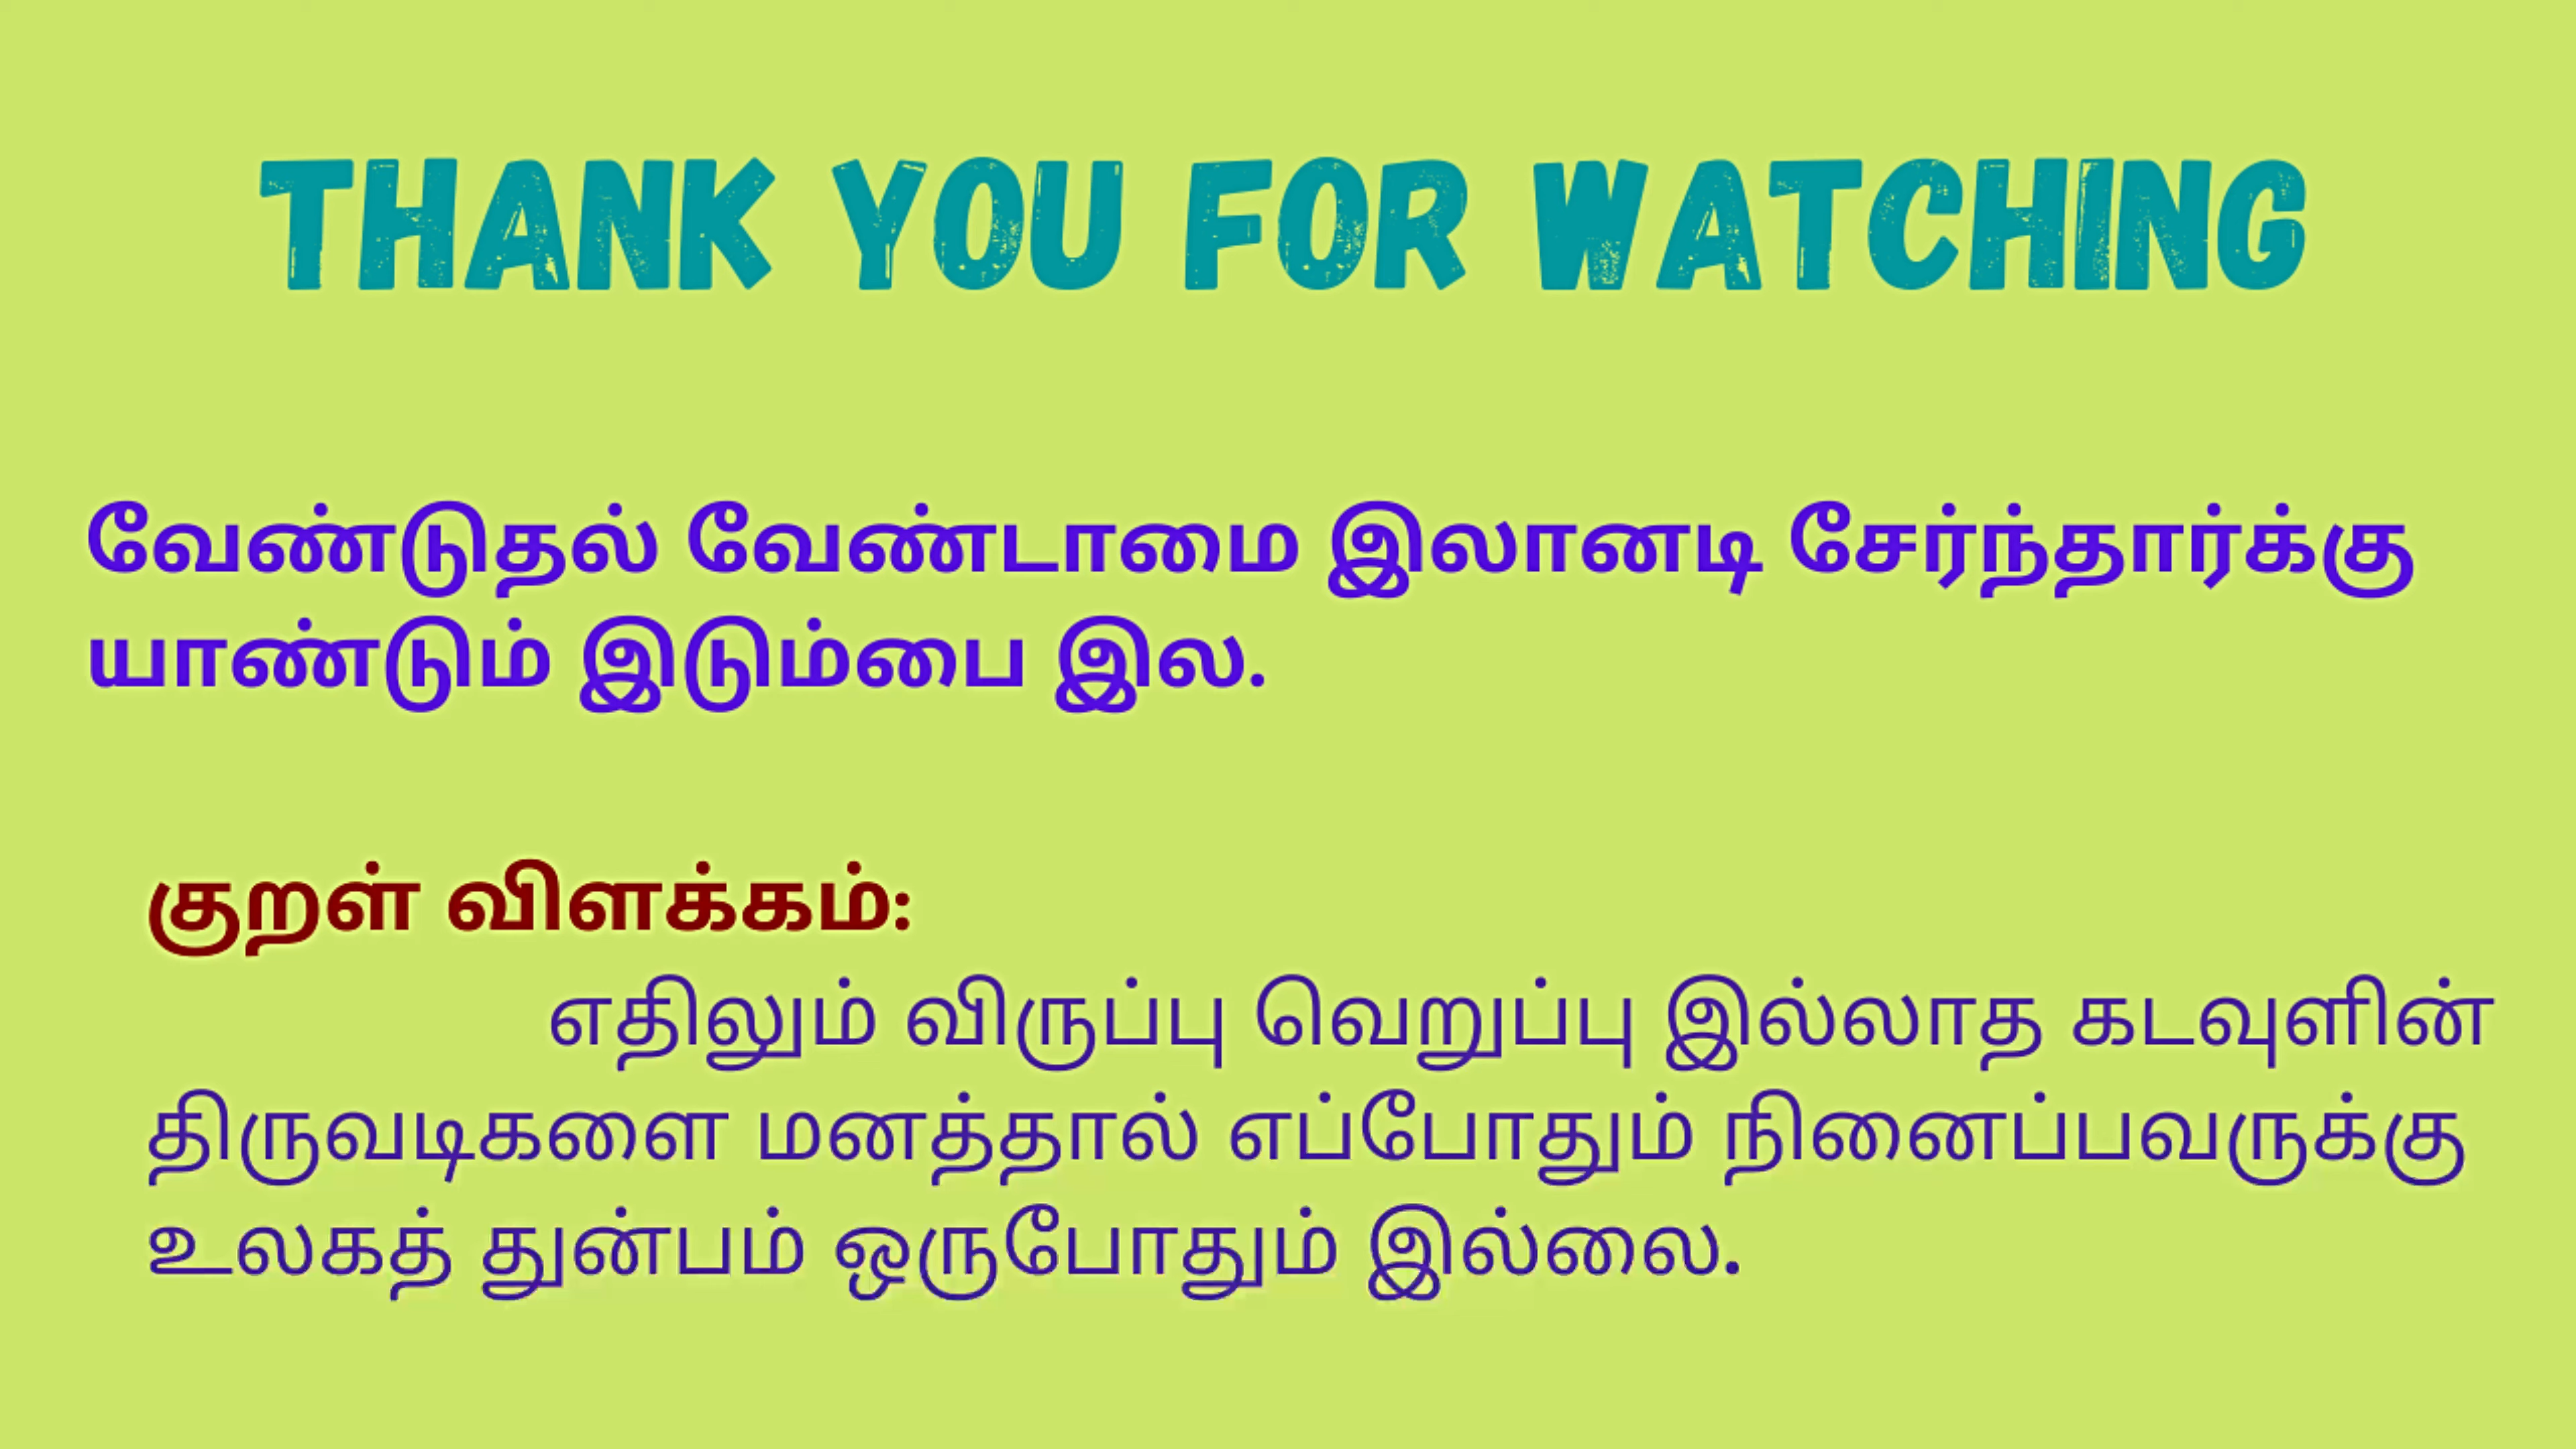 THANK YOU FOR WATCHING
வேண்டுதல் வேண்டாமை இலானடி சேர்ந்தார்க்கு
யாண்டும் இடும்பை இல.
குறள் விளக்கம்:
எதிலும் விருப்பு வெறுப்பு இல்லாத கடவுளின்
திருவடிகளை மனத்தால் எப்போதும் நினைப்பவருக்கு
உலகத் துன்பம் ஒருபோதும் இல்லை.